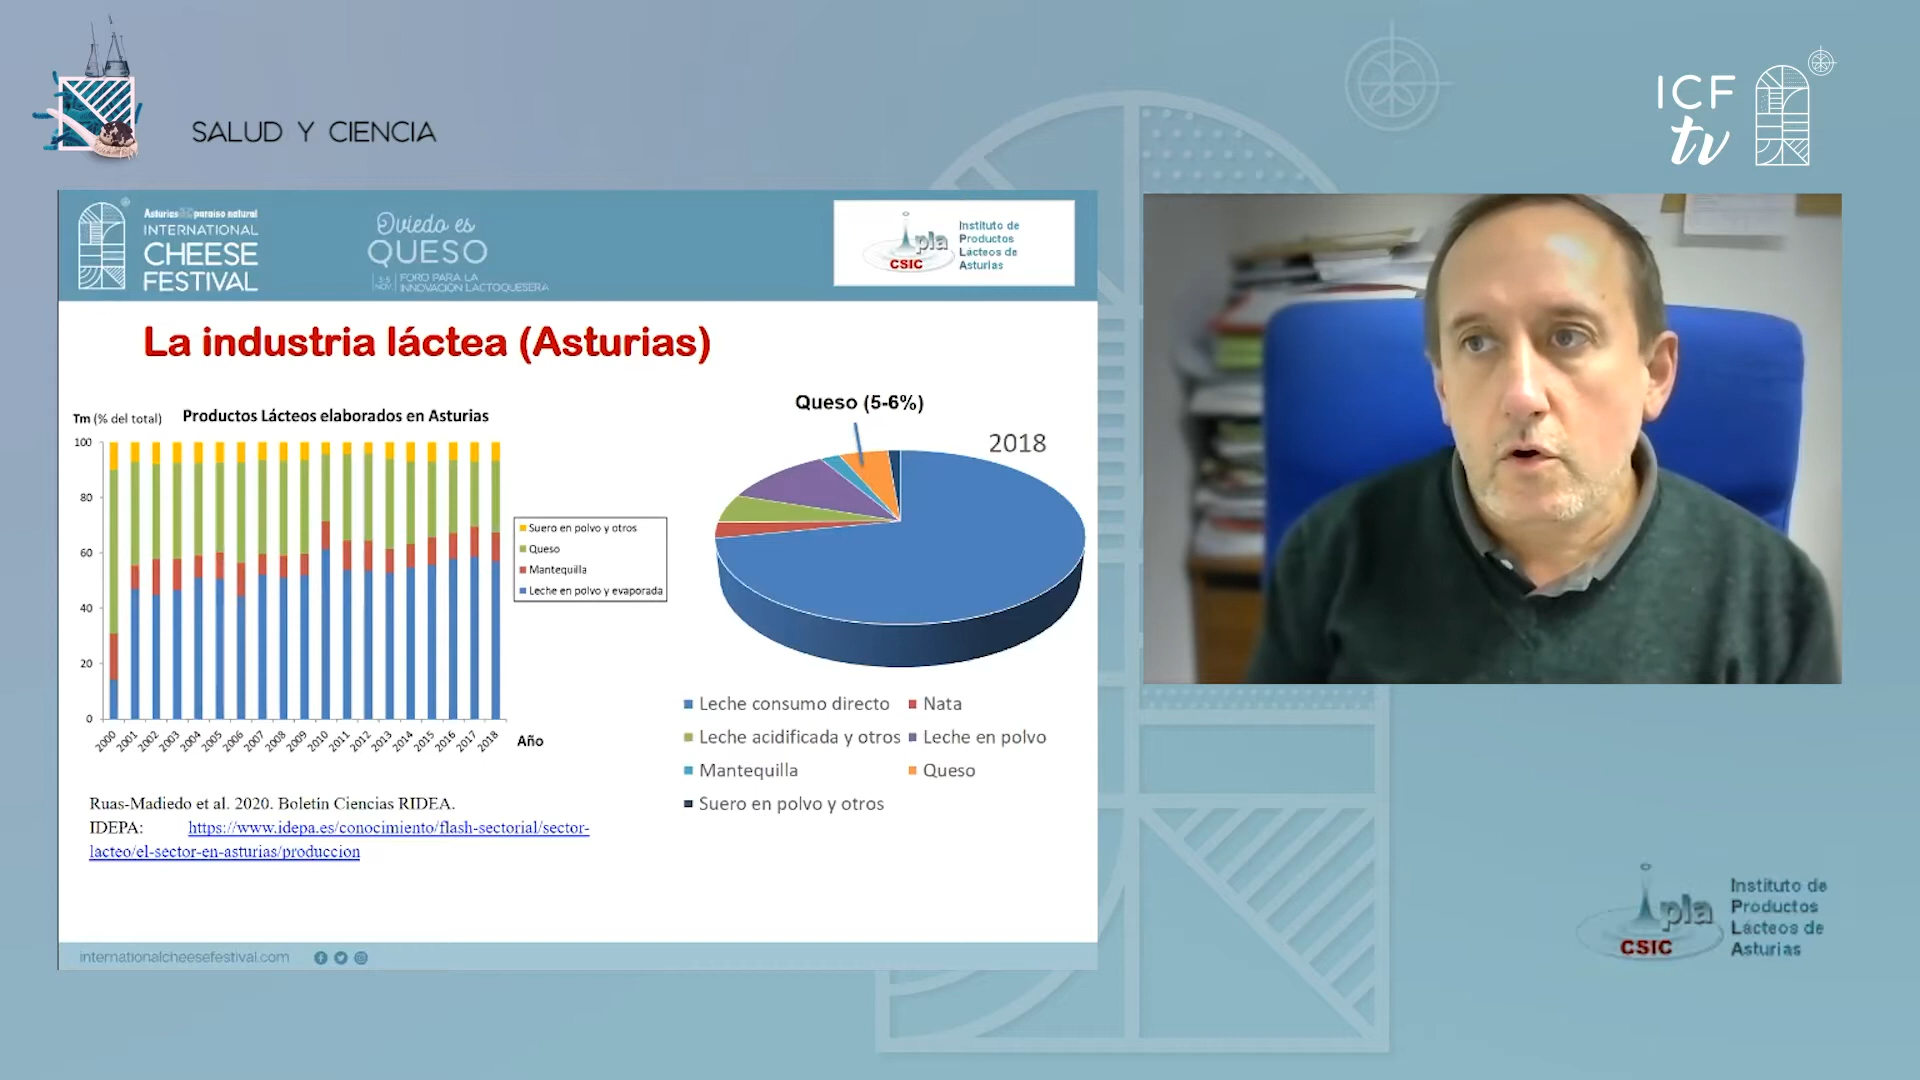 SALUD Y CIENCIA
ICF
tv
Asturias paraíso natural
INTERNATIONAL
CHEESE
FESTIVAL
Oviedo es
QUESO
3-5
NOV
FORO PARA LA
INNOVACIÓN LACTOQUESERA
ipla
CSIC
Instituto de
Productos
Lácteos de
Asturias
La industria láctea (Asturias)
Tm (% del total)
Productos Lácteos elaborados en Asturias
100
80
60
40
20
0
2000 2001 2002 2003 2004 2005 2006 2007 2008 2009 2010 2011 2012 2013 2014 2015 2016 2017 2018
Año
Suero en polvo y otros
Queso
Mantequilla
Leche en polvo y evaporada
Queso (5-6%)
2018
Leche consumo directo
Nata
Leche acidificada y otros
Leche en polvo
Mantequilla
Queso
Suero en polvo y otros
Ruas-Madiedo et al. 2020. Boletín Ciencias RIDEA.
IDEPA: https://www.idepa.es/conocimiento/flash-sectorial/sector-
lacteo/el-sector-en-asturias/produccion
internationalcheesefestival.com
ipla
CSIC
Instituto de
Productos
Lácteos de
Asturias